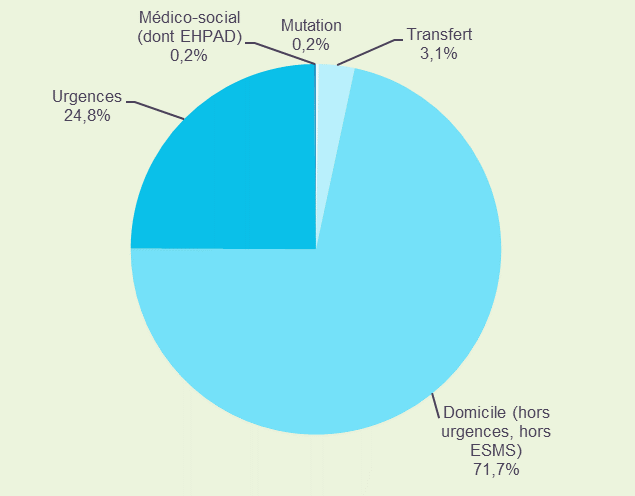 Médico-social
(dont EHPAD)
0,2%
Mutation
0,2%
Transfert
3,1%
Urgences
24,8%
Domicile (hors
urgences, hors
ESMS)
71,7%